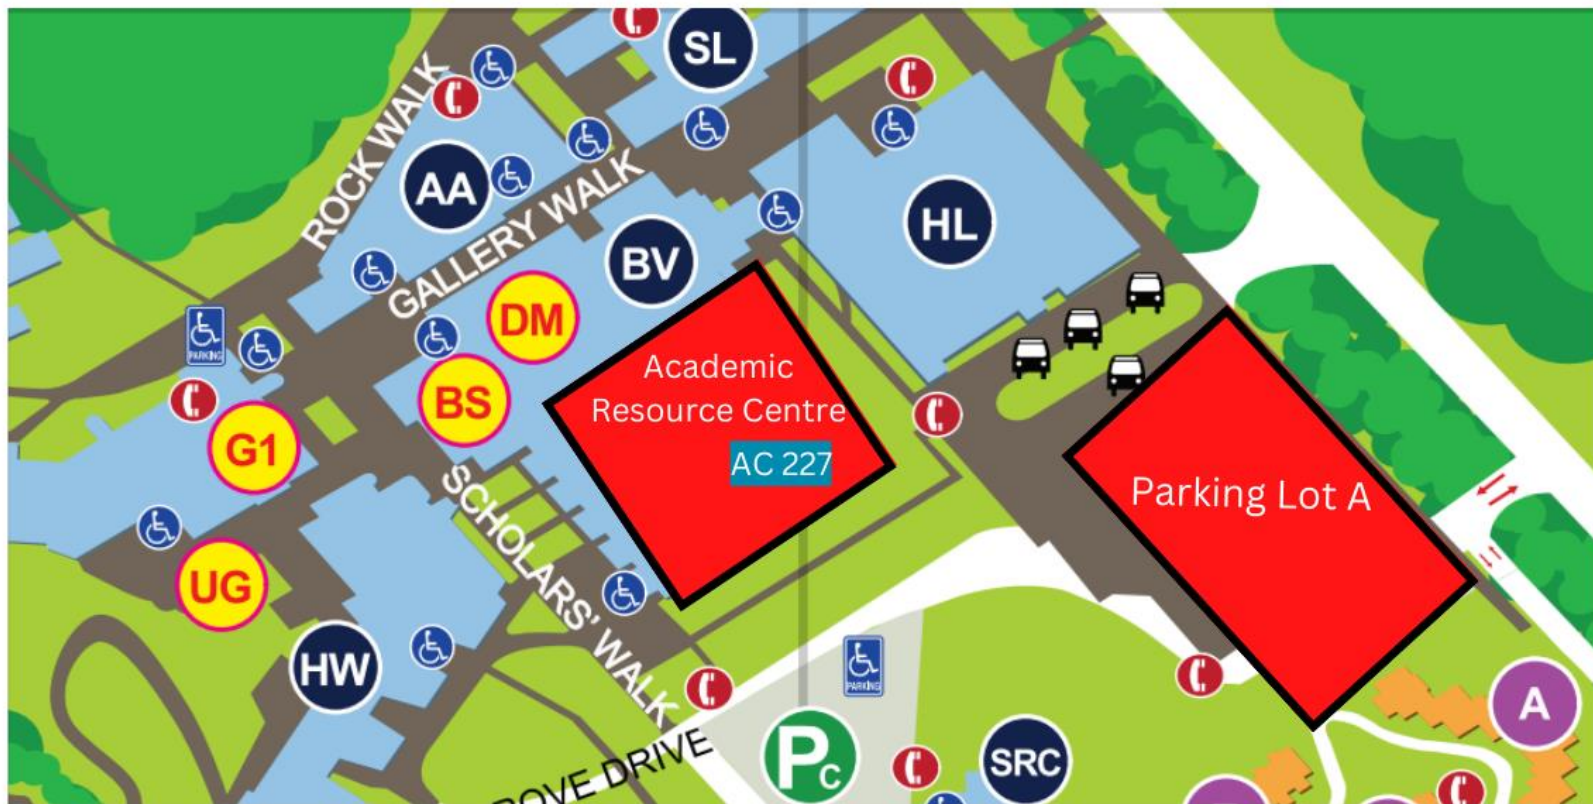 SL
ROCK WALK
AA
GALLERY WALK
HL
BV
DM
PARKING
Academic
Resource Centre
BS
G1
AC 227
Parking Lot A
SCHOLARS' WALK
UG
HW
PARKING
A
OVE DRIVE
Pc
SRC